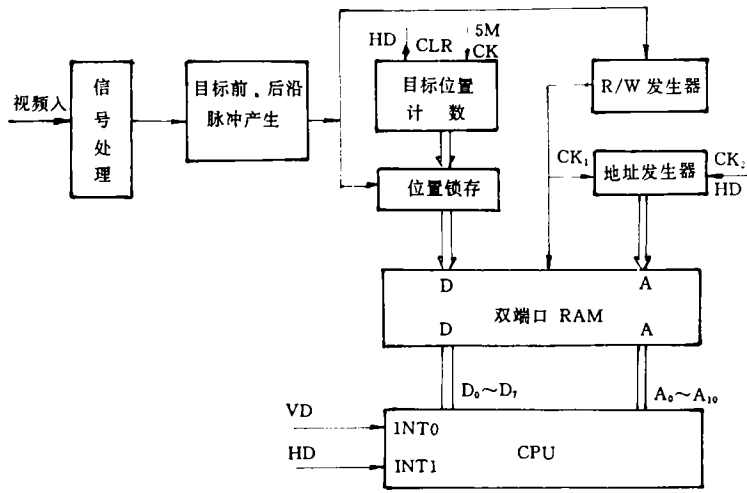 视频入
信号处理
目标前、后沿
脉冲产生
HD
CLR
5M
CK
目标位置
计 数
位置锁存
R/W 发生器
CK₁
地址发生器
CK₂
HD
D
A
双端口 RAM
D
A
D₀～D₇
A₀～A₁₀
VD
INT0
HD
INT1
CPU